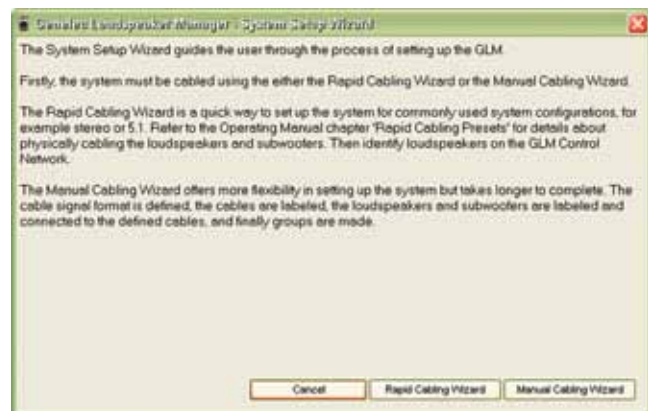 Genelec Loudspeaker Manager : System Setup Wizard
The System Setup Wizard guides the user through the process of setting up the GLM.
Firstly, the system must be cabled using the either the Rapid Cabling Wizard or the Manual Cabling Wizard.
The Rapid Cabling Wizard is a quick way to set up the system for commonly used system configurations, for
example stereo or 5.1. Refer to the Operating Manual chapter 'Rapid Cabling Presets' for details about
physically cabling the loudspeakers and subwoofers. Then identify loudspeakers on the GLM Control
Network.
The Manual Cabling Wizard offers more flexibility in setting up the system but takes longer to complete. The
cable signal format is defined, the cables are labeled, the loudspeakers and subwoofers are labeled and
connected to the defined cables, and finally groups are made.
Cancel Rapid Cabling Wizard Manual Cabling Wizard